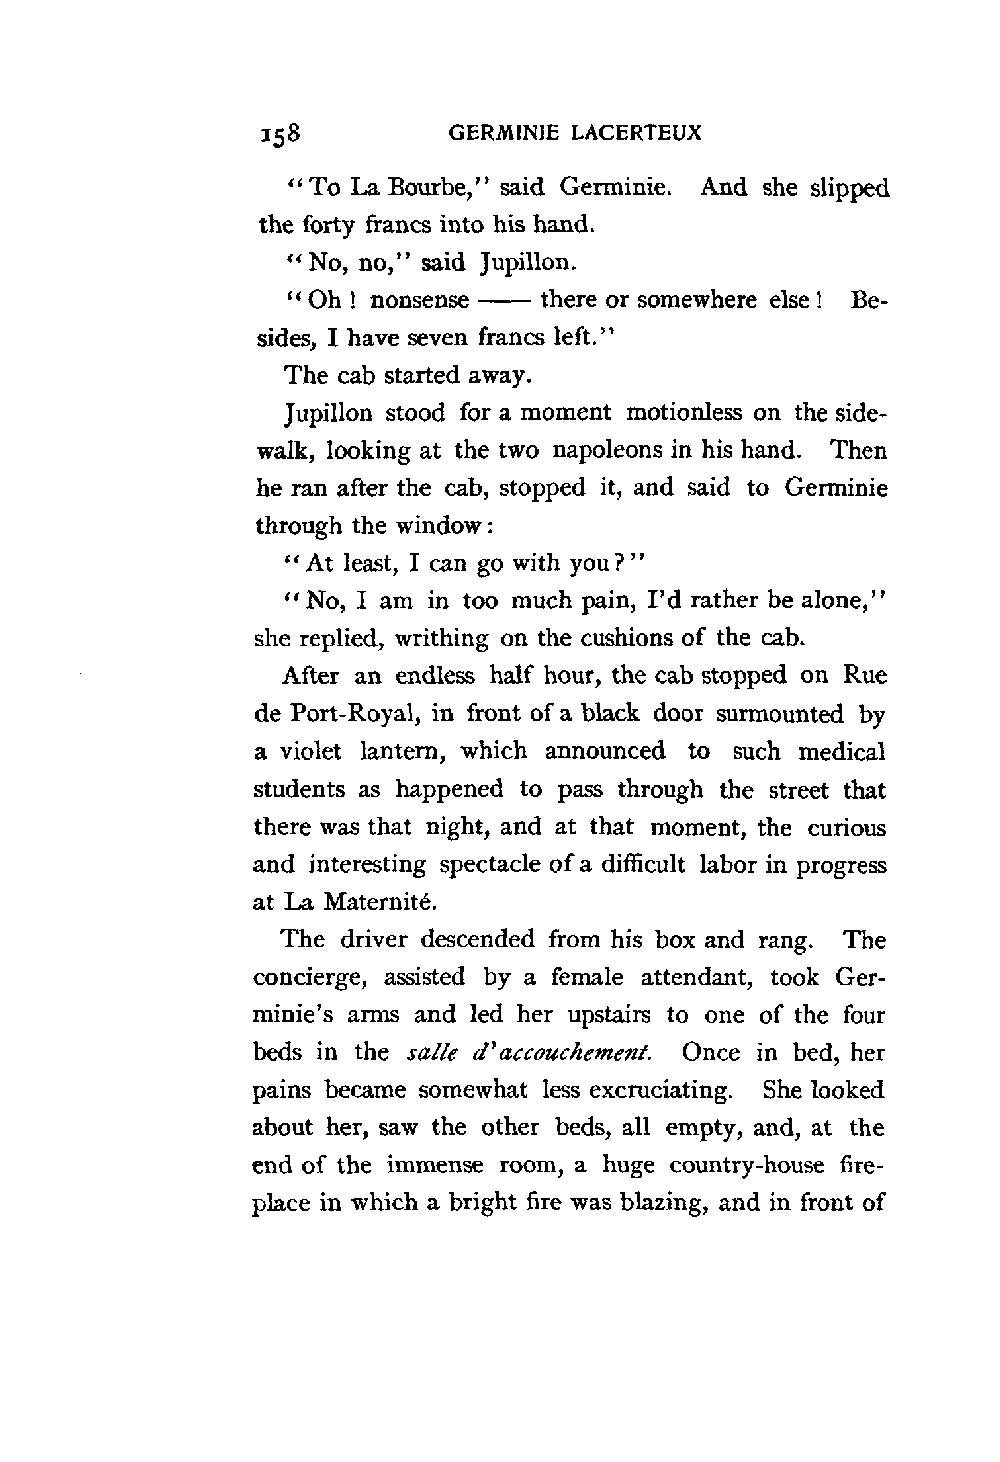 158 GERMINIE LACERTEUX
“To La Bourbe,” said Germinie. And she slipped
the forty francs into his hand.
“No, no,” said Jupillon.
“Oh! nonsense —— there or somewhere else! Be-
sides, I have seven francs left.”
The cab started away.
Jupillon stood for a moment motionless on the side-
walk, looking at the two napoleons in his hand. Then
he ran after the cab, stopped it, and said to Germinie
through the window:
“At least, I can go with you?”
“No, I am in too much pain, I’d rather be alone,”
she replied, writhing on the cushions of the cab.
After an endless half hour, the cab stopped on Rue
de Port-Royal, in front of a black door surmounted by
a violet lantern, which announced to such medical
students as happened to pass through the street that
there was that night, and at that moment, the curious
and interesting spectacle of a difficult labor in progress
at La Maternité.
The driver descended from his box and rang. The
concierge, assisted by a female attendant, took Ger-
minie’s arms and led her upstairs to one of the four
beds in the salle d’accouchement. Once in bed, her
pains became somewhat less excruciating. She looked
about her, saw the other beds, all empty, and, at the
end of the immense room, a huge country-house fire-
place in which a bright fire was blazing, and in front of